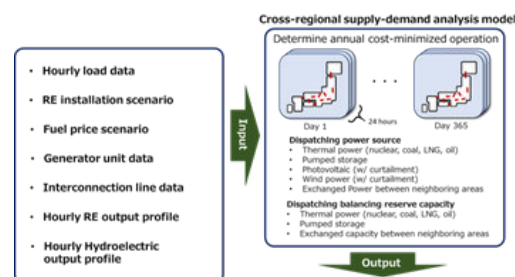 Cross-regional supply-demand analysis model
Determine annual cost-minimized operation
・ Hourly load data
・ RE installation scenario
・ Fuel price scenario
・ Generator unit data
・ Interconnection line data
・ Hourly RE output profile
・ Hourly Hydroelectric
output profile
Input
. . .
Day 1
24 hours
Day 365
Dispatching power source
• Thermal power (nuclear, coal, LNG, oil)
• Pumped storage
• Photovoltaic (w/ curtailment)
• Wind power (w/ curtailment)
• Exchanged Power between neighboring areas
Dispatching balancing reserve capacity
• Thermal power (nuclear, coal, LNG, oil)
• Pumped storage
• Exchanged capacity between neighboring areas
Output